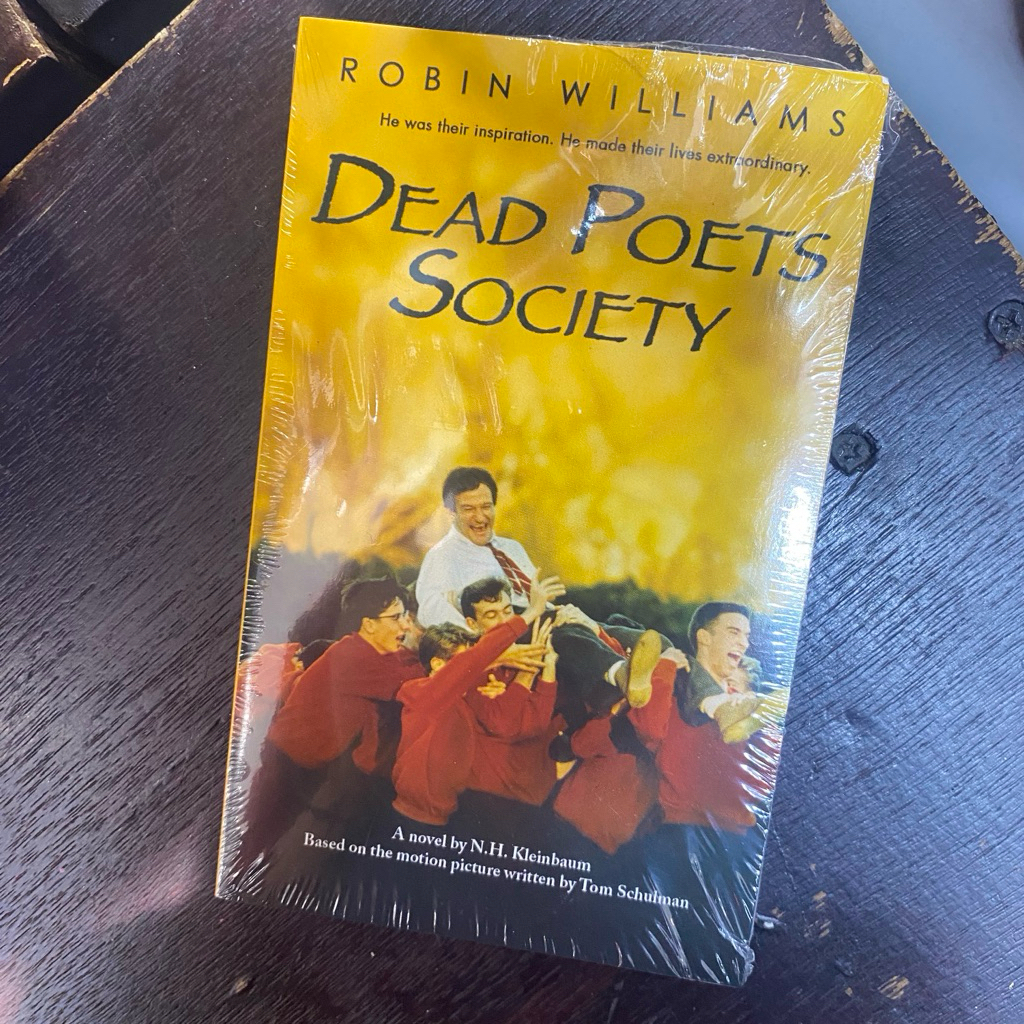 ROBIN WILLIAMS
He was their inspiration. He made their lives extraordinary.
DEAD POETS
SOCIETY
A novel by N.H. Kleinbaum
Based on the motion picture written by Tom Schulman